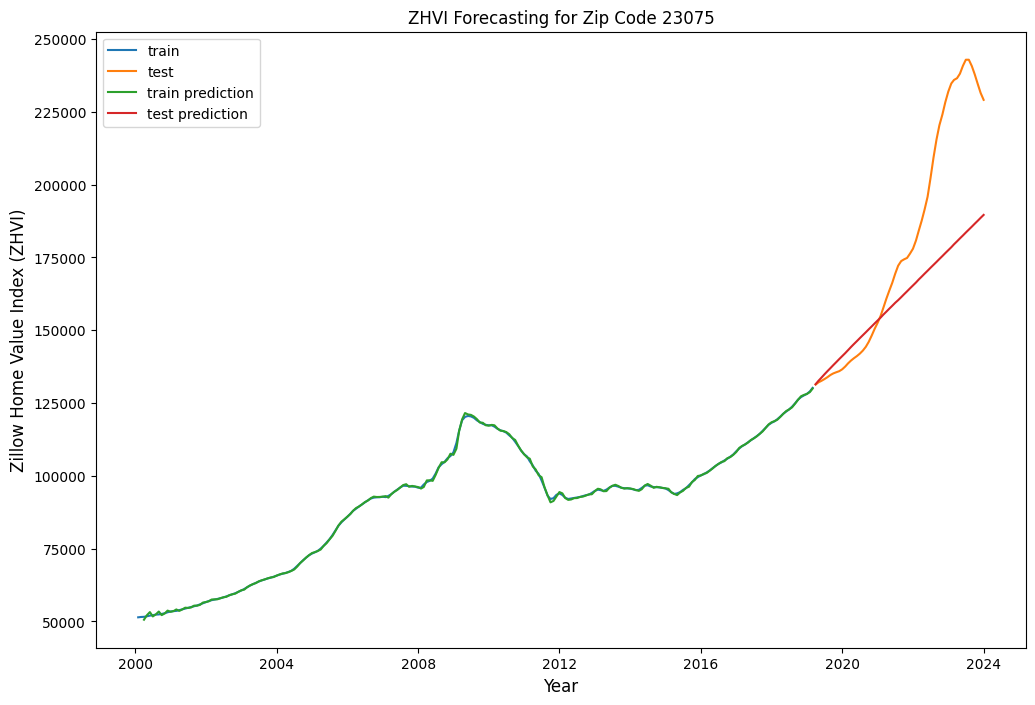 ZHVI Forecasting for Zip Code 23075
train
test
train prediction
test prediction
Zillow Home Value Index (ZHVI)
250000
225000
200000
175000
150000
125000
100000
75000
50000
2000
2004
2008
2012
2016
2020
2024
Year